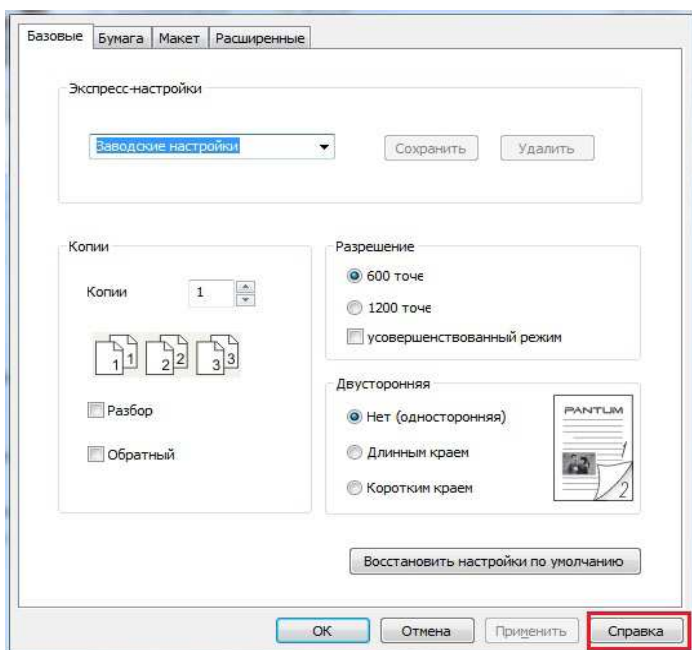 Базовые Бумага Макет Расширенные
Экспресс-настройки
Заводские настройки Сохранить Удалить
Копии
Копии 1
1 1 2 2 3 3
Разбор
Обратный
Разрешение
600 точе
1200 точе
усовершенствованный режим
Двусторонняя
Нет (односторонняя)
Длинным краем
Коротким краем
PANTUM
1
2
Восстановить настройки по умолчанию
ОК Отмена Применить Справка